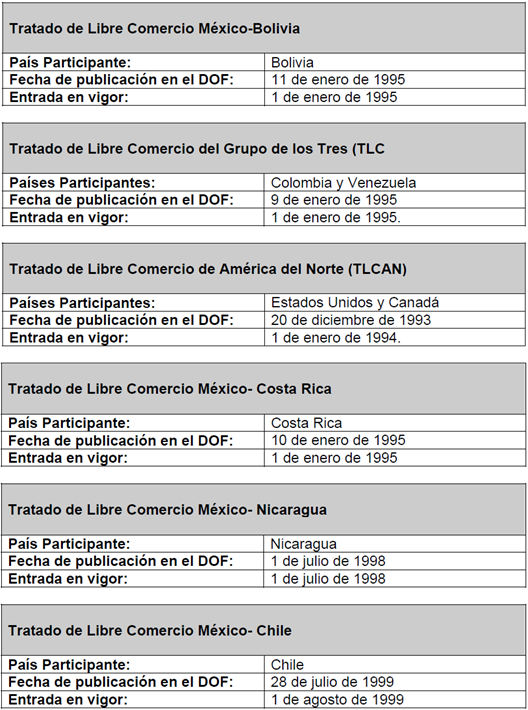 Tratado de Libre Comercio México-Bolivia
País Participante: Bolivia
Fecha de publicación en el DOF: 11 de enero de 1995
Entrada en vigor: 1 de enero de 1995
Tratado de Libre Comercio del Grupo de los Tres (TLC
Países Participantes: Colombia y Venezuela
Fecha de publicación en el DOF: 9 de enero de 1995
Entrada en vigor: 1 de enero de 1995.
Tratado de Libre Comercio de América del Norte (TLCAN)
Países Participantes: Estados Unidos y Canadá
Fecha de publicación en el DOF: 20 de diciembre de 1993
Entrada en vigor: 1 de enero de 1994.
Tratado de Libre Comercio México- Costa Rica
País Participante: Costa Rica
Fecha de publicación en el DOF: 10 de enero de 1995
Entrada en vigor: 1 de enero de 1995
Tratado de Libre Comercio México- Nicaragua
País Participante: Nicaragua
Fecha de publicación en el DOF: 1 de julio de 1998
Entrada en vigor: 1 de julio de 1998
Tratado de Libre Comercio México- Chile
País Participante: Chile
Fecha de publicación en el DOF: 28 de julio de 1999
Entrada en vigor: 1 de agosto de 1999